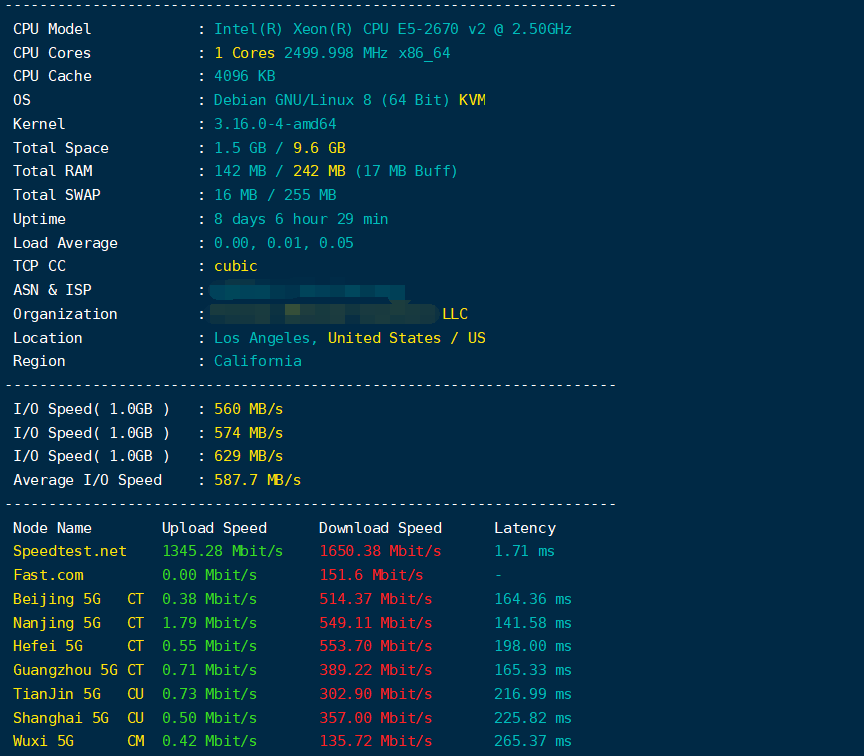 -----------------------------------------------------------------------
CPU Model : Intel(R) Xeon(R) CPU E5-2670 v2 @ 2.50GHz
CPU Cores : 1 Cores 2499.998 MHz x86_64
CPU Cache : 4096 KB
OS : Debian GNU/Linux 8 (64 Bit) KVM
Kernel : 3.16.0-4-amd64
Total Space : 1.5 GB / 9.6 GB
Total RAM : 142 MB / 242 MB (17 MB Buff)
Total SWAP : 16 MB / 255 MB
Uptime : 8 days 6 hour 29 min
Load Average : 0.00, 0.01, 0.05
TCP CC : cubic
ASN & ISP :
Organization : LLC
Location : Los Angeles, United States / US
Region : California
-----------------------------------------------------------------------
I/O Speed( 1.0GB ) : 560 MB/s
I/O Speed( 1.0GB ) : 574 MB/s
I/O Speed( 1.0GB ) : 629 MB/s
Average I/O Speed : 587.7 MB/s
-----------------------------------------------------------------------
Node Name Upload Speed Download Speed Latency
Speedtest.net 1345.28 Mbit/s 1650.38 Mbit/s 1.71 ms
Fast.com 0.00 Mbit/s 151.6 Mbit/s -
Beijing 5G CT 0.38 Mbit/s 514.37 Mbit/s 164.36 ms
Nanjing 5G CT 1.79 Mbit/s 549.11 Mbit/s 141.58 ms
Hefei 5G CT 0.55 Mbit/s 553.70 Mbit/s 198.00 ms
Guangzhou 5G CT 0.71 Mbit/s 389.22 Mbit/s 165.33 ms
TianJin 5G CU 0.73 Mbit/s 302.90 Mbit/s 216.99 ms
Shanghai 5G CU 0.50 Mbit/s 357.00 Mbit/s 225.82 ms
Wuxi 5G CM 0.42 Mbit/s 135.72 Mbit/s 265.37 ms